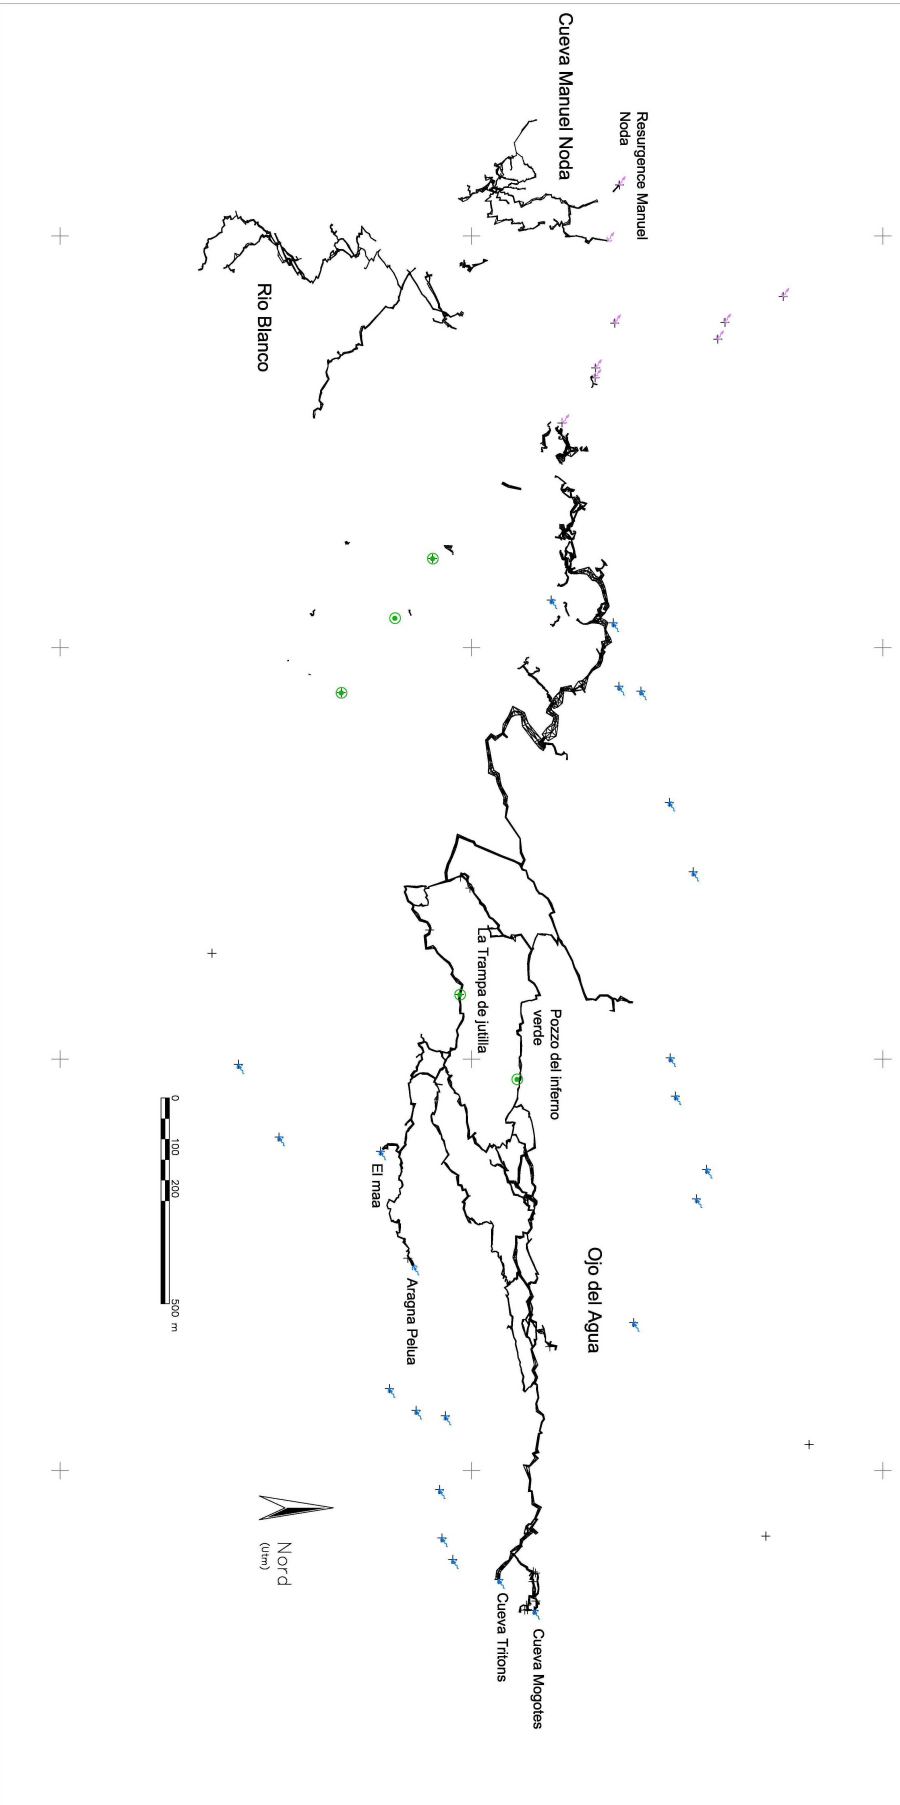 Cueva Manuel Noda
Resurgence Manuel
Noda
Rio Blanco
La Trampa de jutilla
Pozzo del inferno
verde
Ojo del Agua
El maa
Aragna Pelua
0
100
200
500 m
Nord
(Utm)
Cueva Tritons
Cueva Mogotes